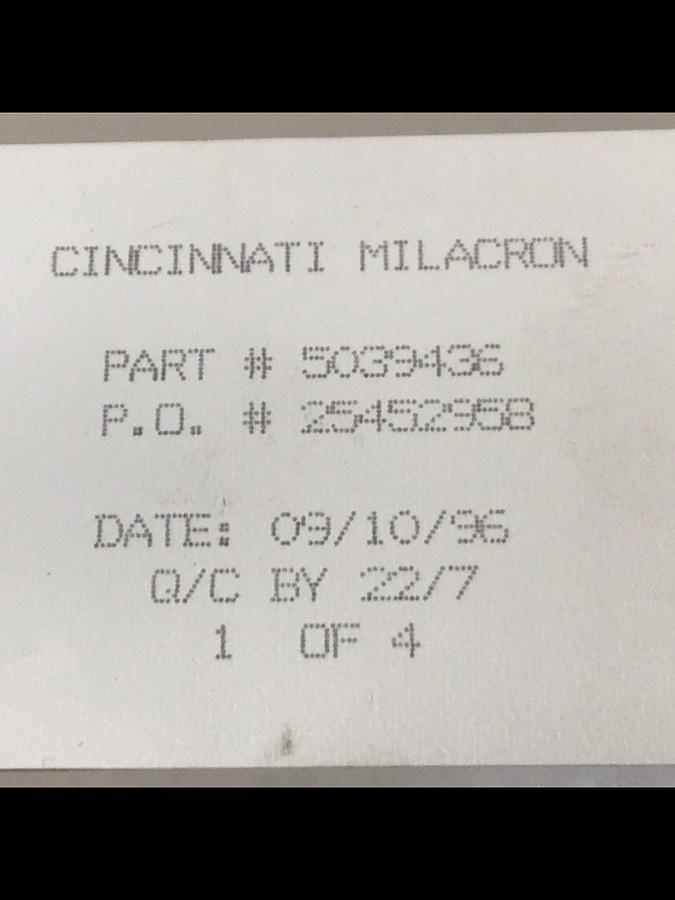 CINCINNATI MILACRON
PART # 5039436
P.O. # 25452958
DATE: 09/10/96
Q/C BY 22/7
1 OF 4